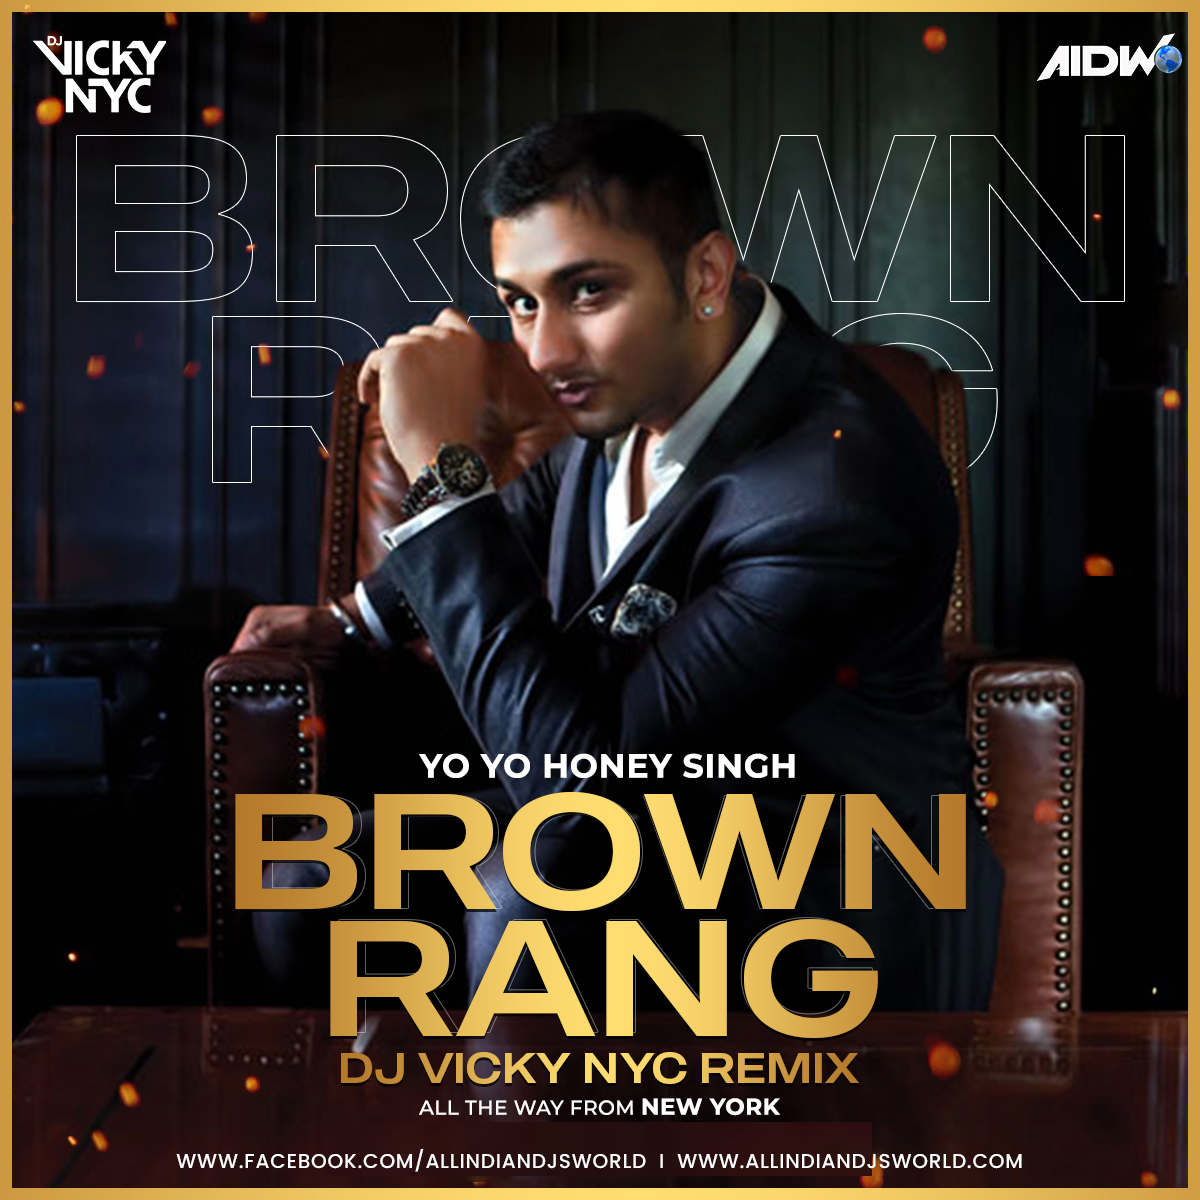 DJ
VICKY
NYC
AIDW
BROWN
RANG
YO YO HONEY SINGH
BROWN
RANG
DJ VICKY NYC REMIX
ALL THE WAY FROM NEW YORK
WWW.FACEBOOK.COM/ALLINDIANDJSWORLD I WWW.ALLINDIANDJSWORLD.COM